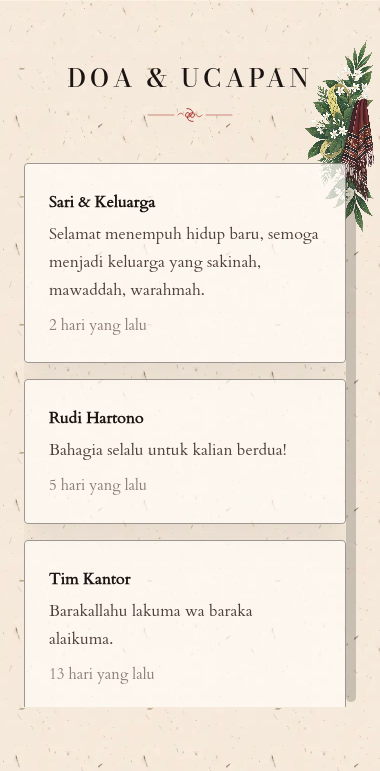 DOA & UCAPAN
Sari & Keluarga
Selamat menempuh hidup baru, semoga
menjadi keluarga yang sakinah,
mawaddah, warahmah.
2 hari yang lalu
Rudi Hartono
Bahagia selalu untuk kalian berdua!
5 hari yang lalu
Tim Kantor
Barakallahu lakuma wa baraka
alaikuma.
13 hari yang lalu